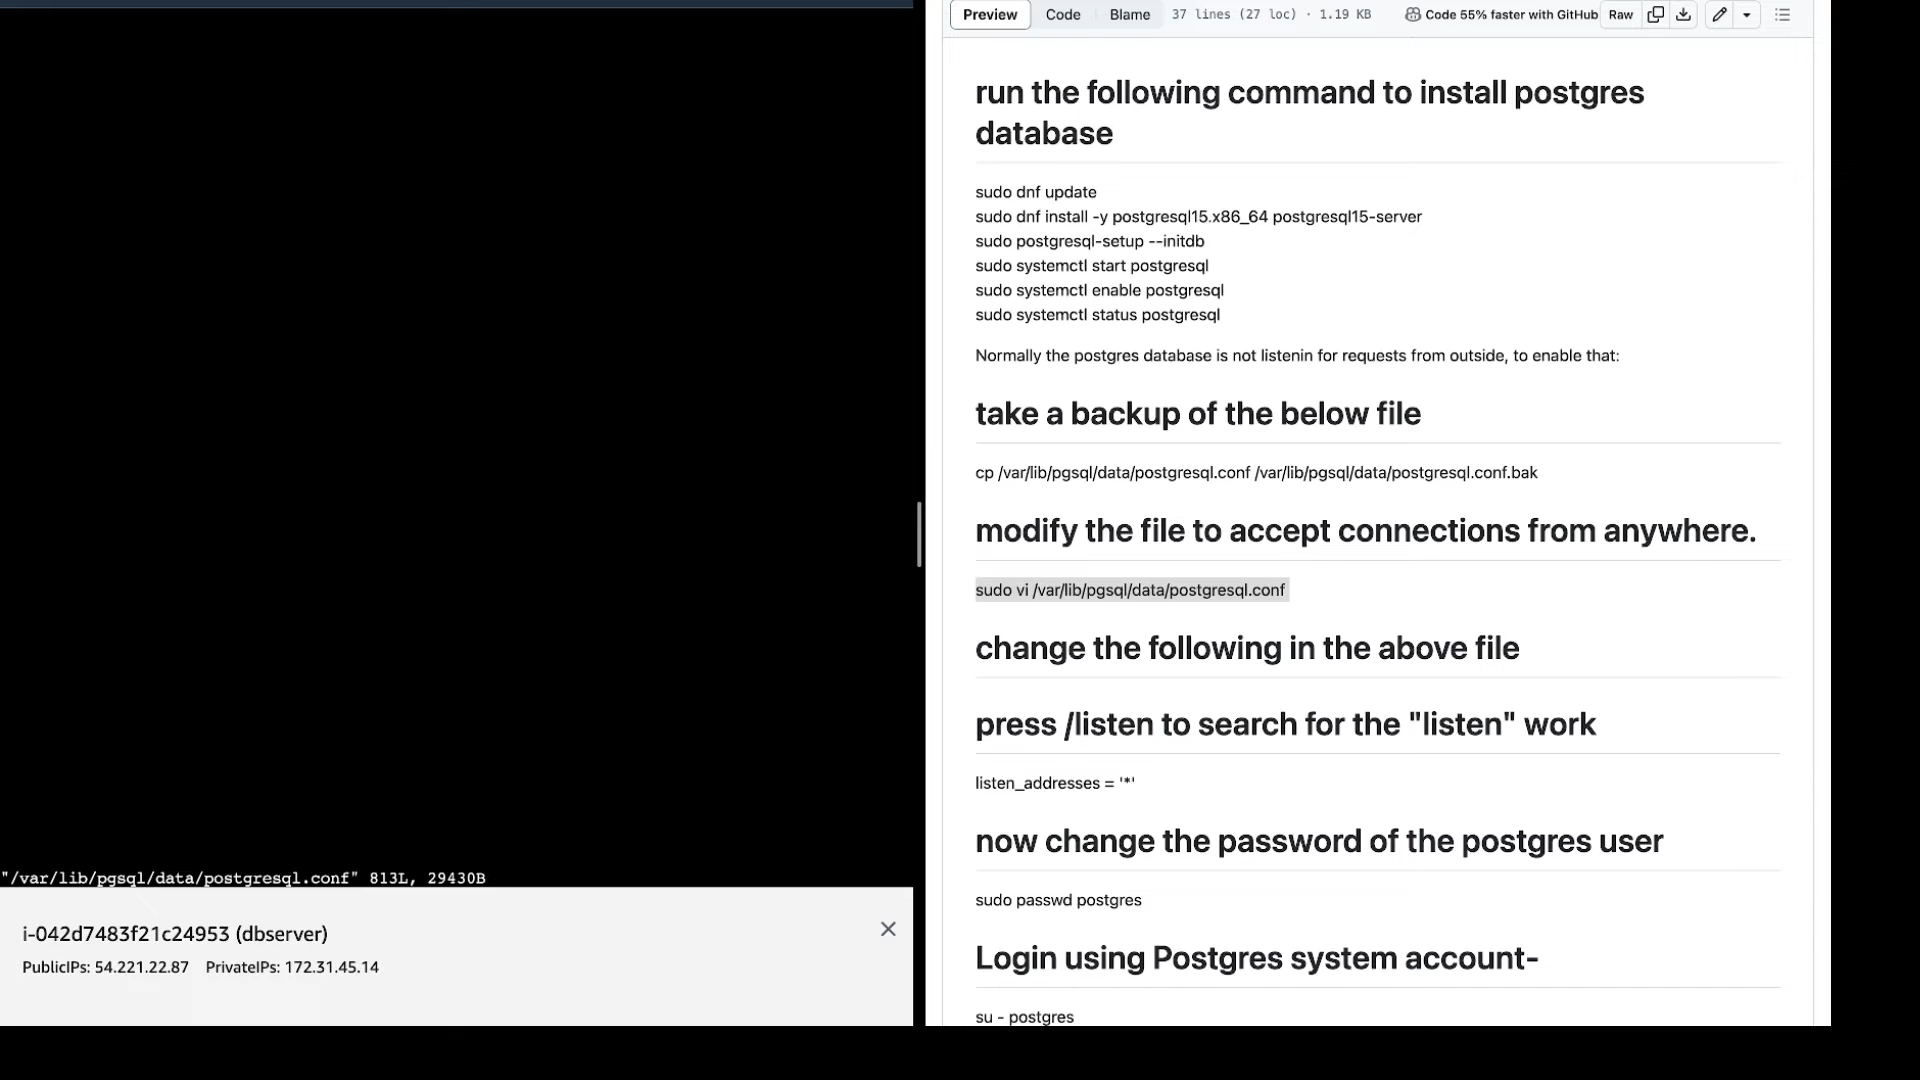 Preview Code Blame 37 lines (27 loc) · 1.19 KB Code 55% faster with GitHub Raw
run the following command to install postgres
database
sudo dnf update
sudo dnf install -y postgresql15.x86_64 postgresql15-server
sudo postgresql-setup --initdb
sudo systemctl start postgresql
sudo systemctl enable postgresql
sudo systemctl status postgresql
Normally the postgres database is not listenin for requests from outside, to enable that:
take a backup of the below file
cp /var/lib/pgsql/data/postgresql.conf /var/lib/pgsql/data/postgresql.conf.bak
modify the file to accept connections from anywhere.
sudo vi /var/lib/pgsql/data/postgresql.conf
change the following in the above file
press /listen to search for the "listen" work
listen_addresses = '*'
now change the password of the postgres user
sudo passwd postgres
Login using Postgres system account-
su - postgres
"/var/lib/pgsql/data/postgresql.conf" 813L, 29430B
i-042d7483f21c24953 (dbserver)
PublicIPs: 54.221.22.87 PrivateIPs: 172.31.45.14